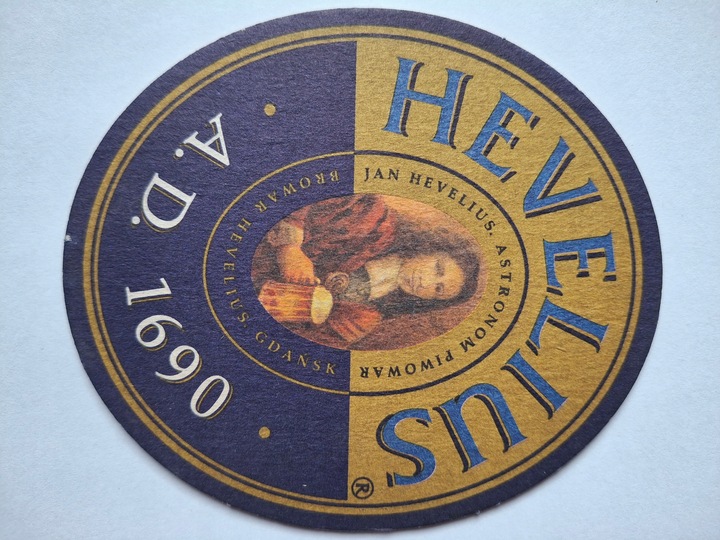 HEVELIUS®
JAN HEVELIUS. ASTRONOM PIWOWAR
BROWAR HEVELIUS. GDAŃSK
· A.D. 1690 ·